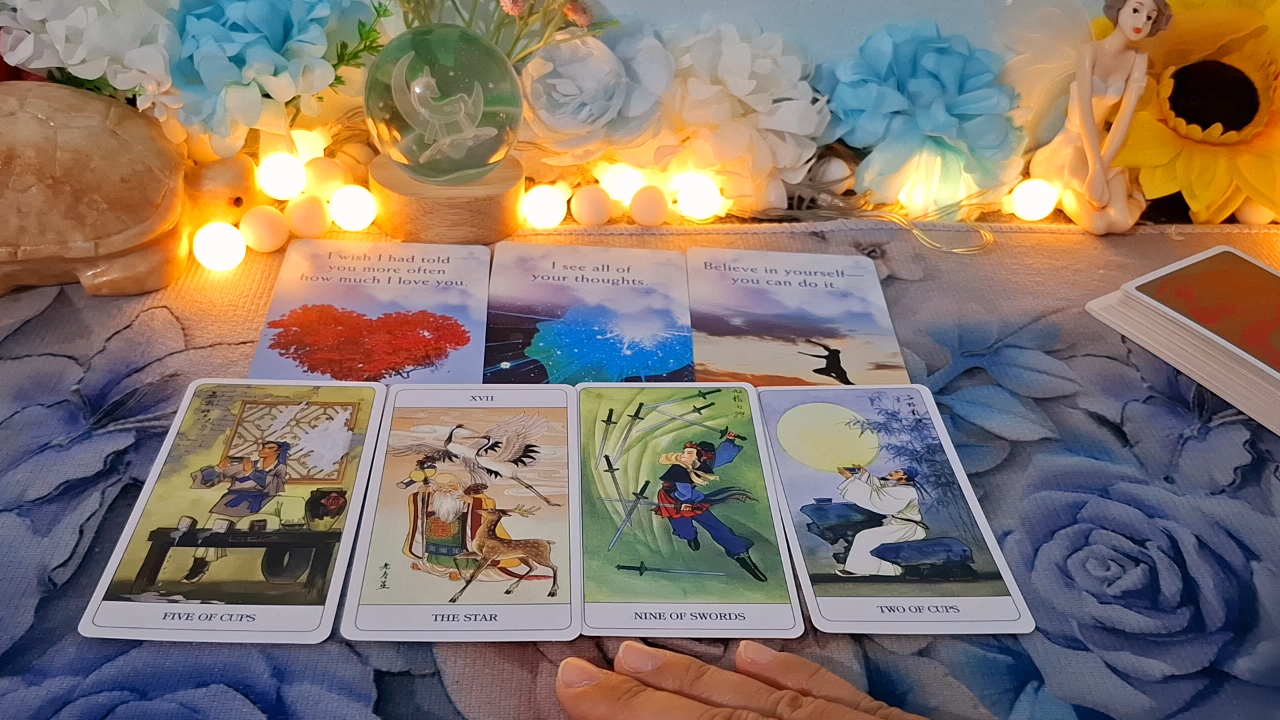 I wish I had told
you more often
how much I love you.
I see all of
your thoughts.
Believe in yourself—
you can do it.
XVII
FIVE OF CUPS
THE STAR
NINE OF SWORDS
TWO OF CUPS